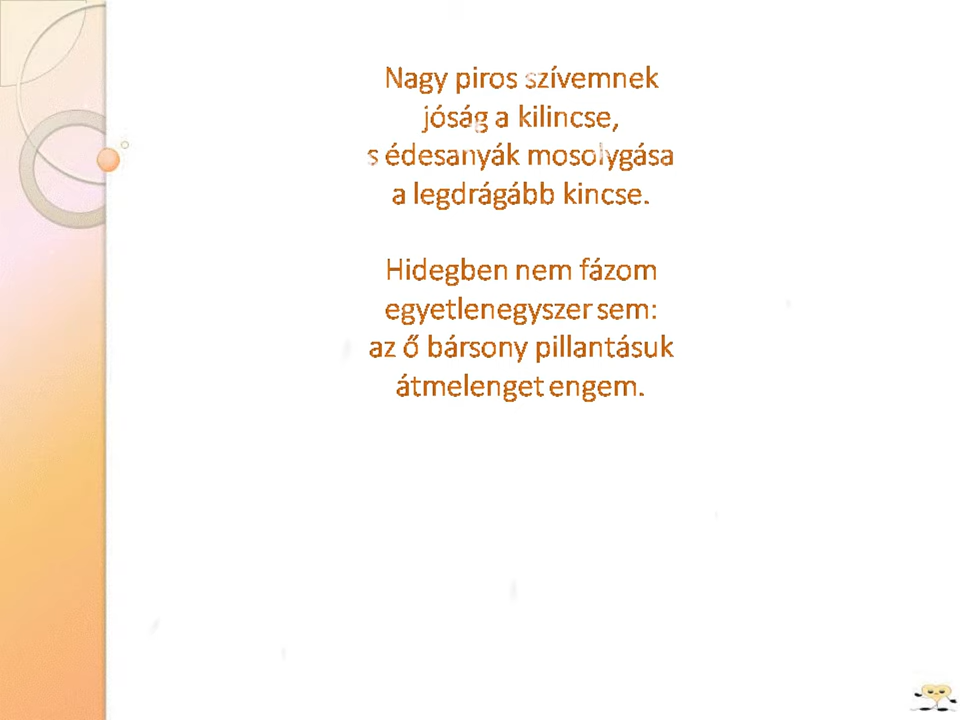 Nagy piros szívemnek
jóság a kilincse,
s édesanyák mosolygása
a legdrágább kincse.
Hidegben nem fázom
egyetlenegyszer sem:
az ő bársony pillantásuk
átmelenget engem.